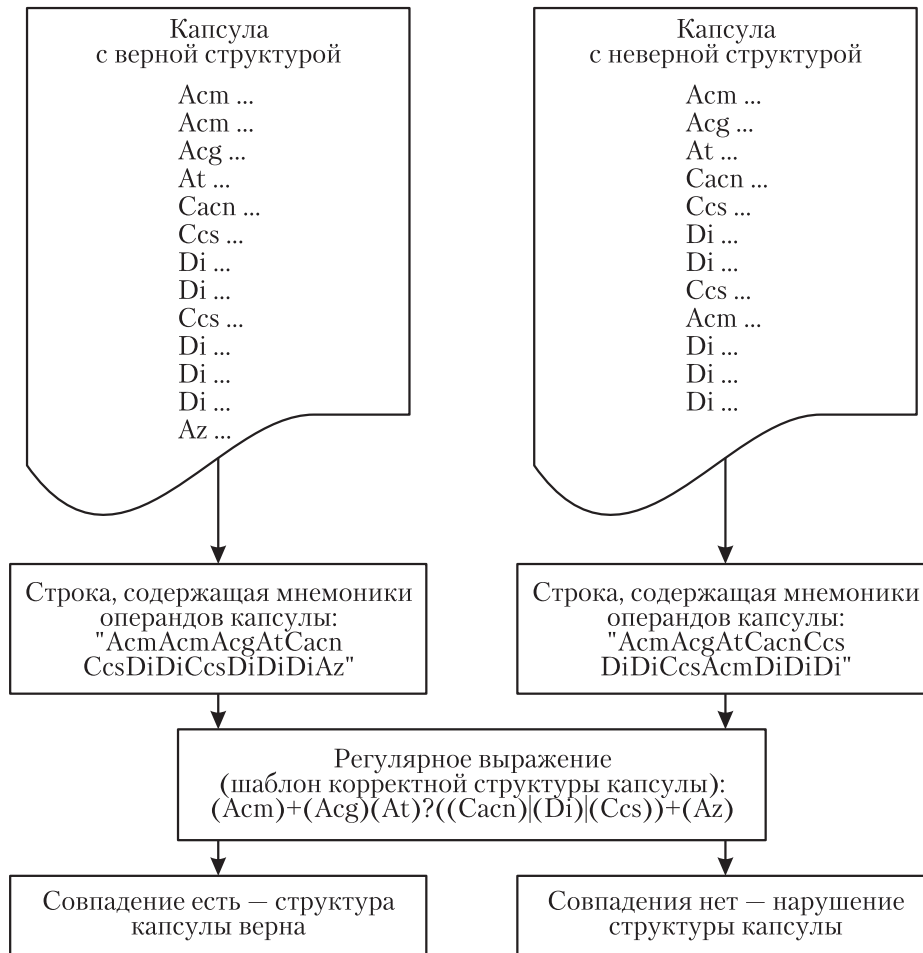 Капсула
с верной структурой
Acm ...
Acm ...
Acg ...
At ...
Cacn ...
Ccs ...
Di ...
Di ...
Ccs ...
Di ...
Di ...
Di ...
Az ...
Капсула
с неверной структурой
Acm ...
Acg ...
At ...
Cacn ...
Ccs ...
Di ...
Di ...
Ccs ...
Acm ...
Di ...
Di ...
Di ...
Строка, содержащая мнемоники
операндов капсулы:
"AcmAcmAcgAtCacn
CcsDiDiCcsDiDiDiAz"
Строка, содержащая мнемоники
операндов капсулы:
"AcmAcgAtCacnCcs
DiDiCcsAcmDiDiDi"
Регулярное выражение
(шаблон корректной структуры капсулы):
(Acm)+(Acg)(At)?((Cacn)|(Di)|(Ccs))+(Az)
Совпадение есть – структура
капсулы верна
Совпадения нет – нарушение
структуры капсулы